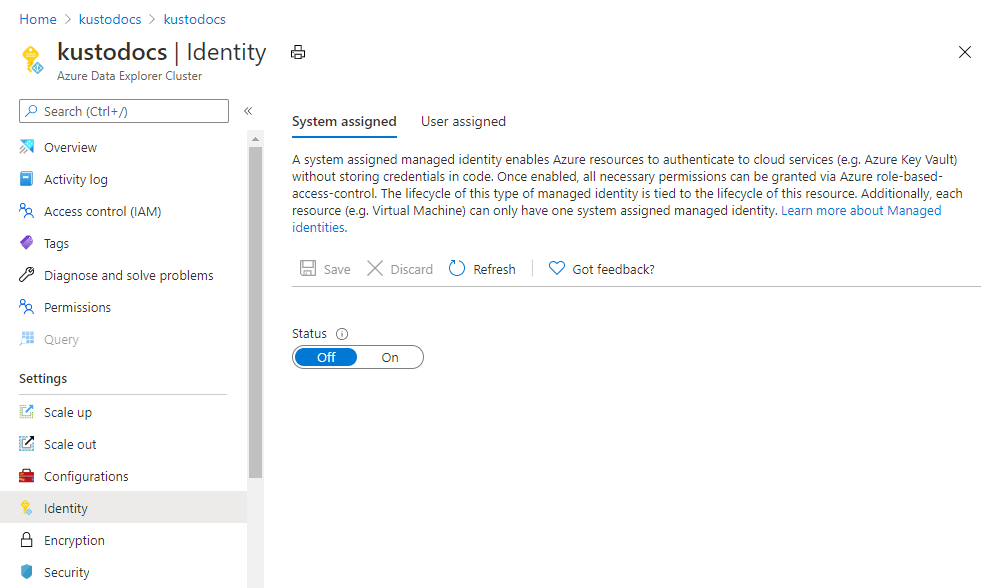 Home > kustodocs > kustodocs
kustodocs | Identity
Azure Data Explorer Cluster
Search (Ctrl+/)
«
Overview
Activity log
Access control (IAM)
Tags
Diagnose and solve problems
Permissions
Query
Settings
Scale up
Scale out
Configurations
Identity
Encryption
Security
System assigned User assigned
A system assigned managed identity enables Azure resources to authenticate to cloud services (e.g. Azure Key Vault)
without storing credentials in code. Once enabled, all necessary permissions can be granted via Azure role-based-
access-control. The lifecycle of this type of managed identity is tied to the lifecycle of this resource. Additionally, each
resource (e.g. Virtual Machine) can only have one system assigned managed identity. Learn more about Managed
identities.
Save Discard Refresh Got feedback?
Status
Off On